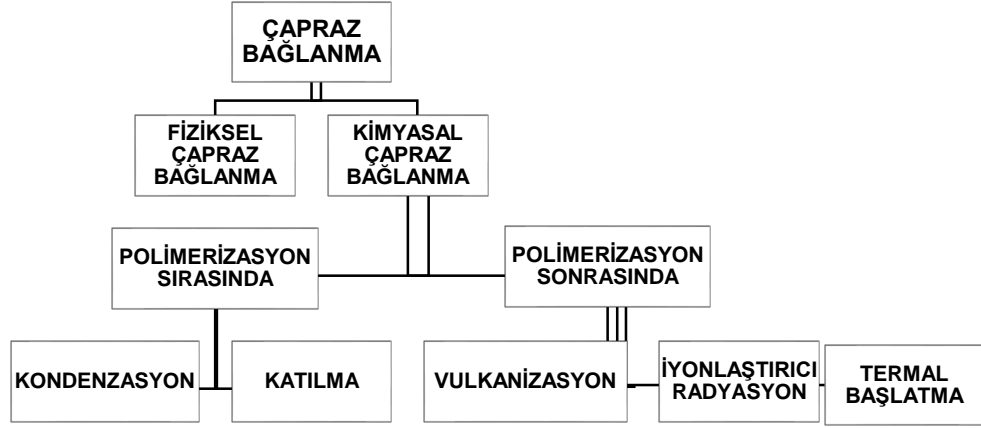 ÇAPRAZ
BAĞLANMA
FİZİKSEL
ÇAPRAZ
BAĞLANMA
KİMYASAL
ÇAPRAZ
BAĞLANMA
POLİMERİZASYON
SIRASINDA
POLİMERİZASYON
SONRASINDA
KONDENZASYON
KATILMA
VULKANİZASYON
İYONLAŞTIRICI
RADYASYON
TERMAL
BAŞLATMA